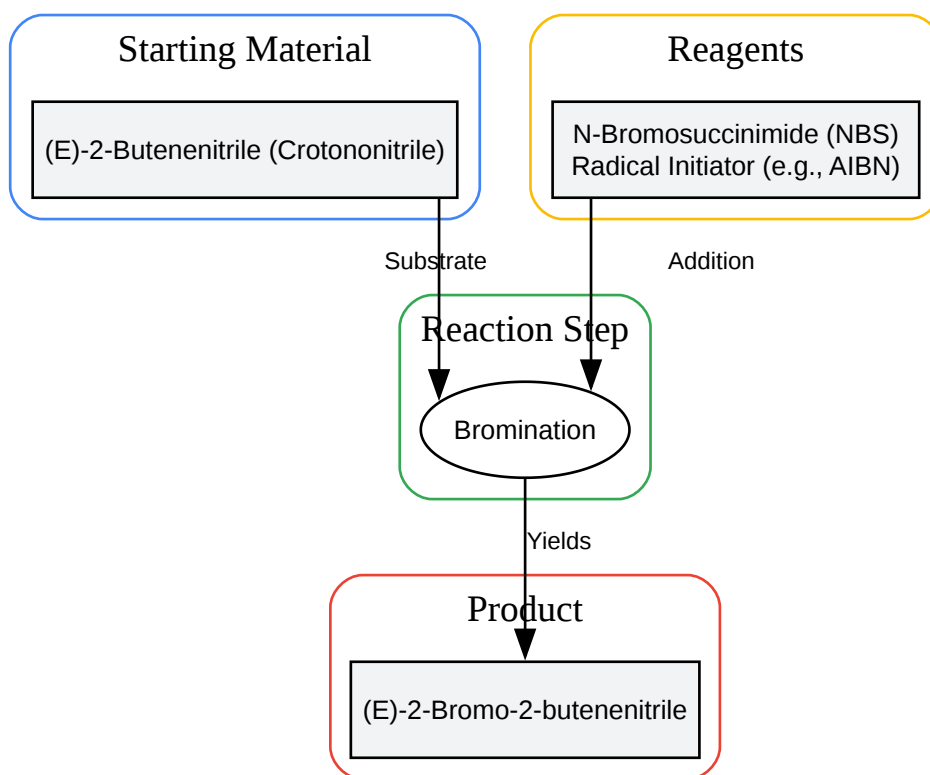 Starting Material
(E)-2-Butenenitrile (Crotononitrile)
Reagents
N-Bromosuccinimide (NBS)
Radical Initiator (e.g., AIBN)
Substrate
Addition
Reaction Step
Bromination
Yields
Product
(E)-2-Bromo-2-butenenitrile